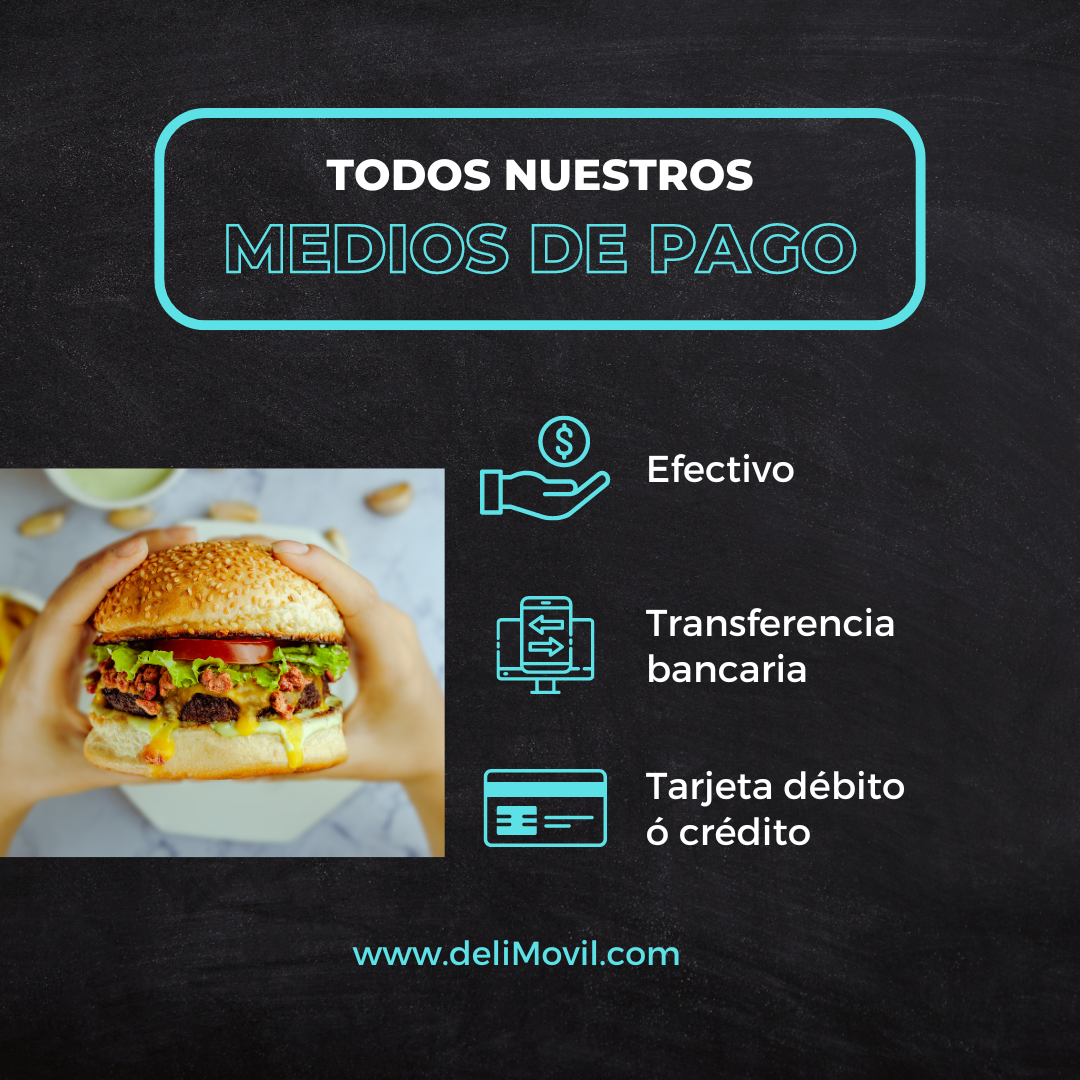 TODOS NUESTROS
MEDIOS DE PAGO
$
Efectivo
Transferencia
bancaria
Tarjeta débito
ó crédito
www.deliMovil.com